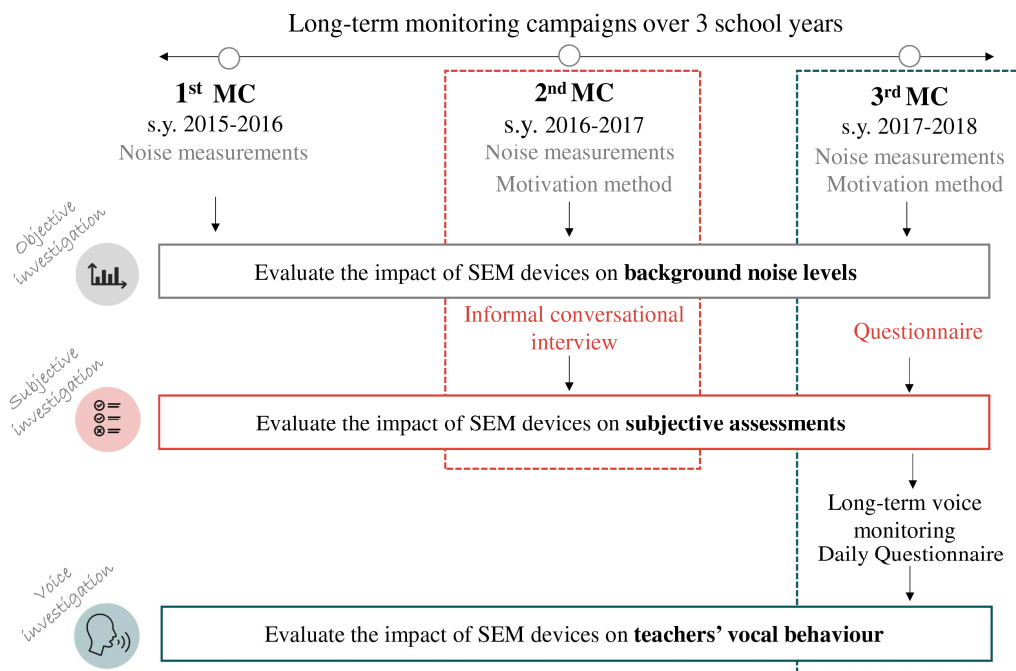 Long-term monitoring campaigns over 3 school years
1st MC
s.y. 2015-2016
Noise measurements
2nd MC
s.y. 2016-2017
Noise measurements
Motivation method
3rd MC
s.y. 2017-2018
Noise measurements
Motivation method
Objective
investigation
Evaluate the impact of SEM devices on background noise levels
Informal conversational
interview
Questionnaire
Subjective
investigation
Evaluate the impact of SEM devices on subjective assessments
Long-term voice
monitoring
Daily Questionnaire
Voice
investigation
Evaluate the impact of SEM devices on teachers’ vocal behaviour